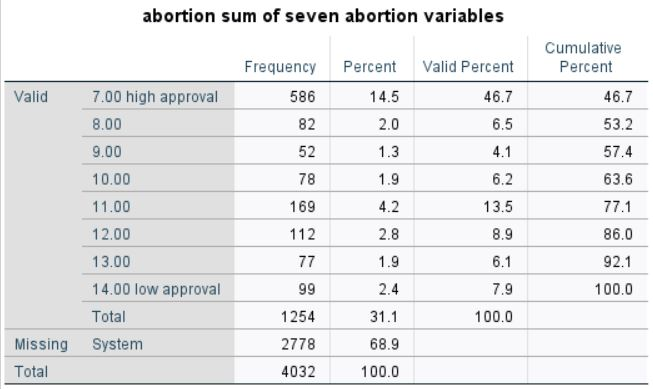 abortion sum of seven abortion variables
Frequency Percent Valid Percent Cumulative Percent
Valid 7.00 high approval 586 14.5 46.7 46.7
8.00 82 2.0 6.5 53.2
9.00 52 1.3 4.1 57.4
10.00 78 1.9 6.2 63.6
11.00 169 4.2 13.5 77.1
12.00 112 2.8 8.9 86.0
13.00 77 1.9 6.1 92.1
14.00 low approval 99 2.4 7.9 100.0
Total 1254 31.1 100.0
Missing System 2778 68.9
Total 4032 100.0